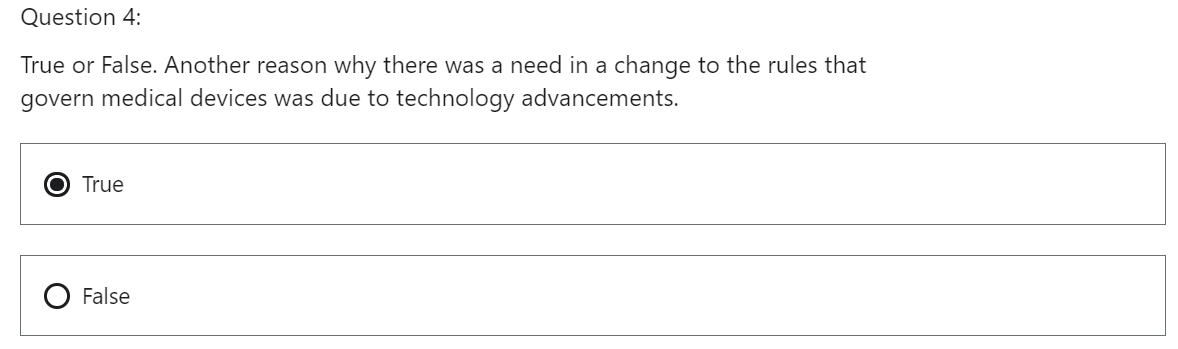 Question 4:
True or False. Another reason why there was a need in a change to the rules that
govern medical devices was due to technology advancements.
True
False